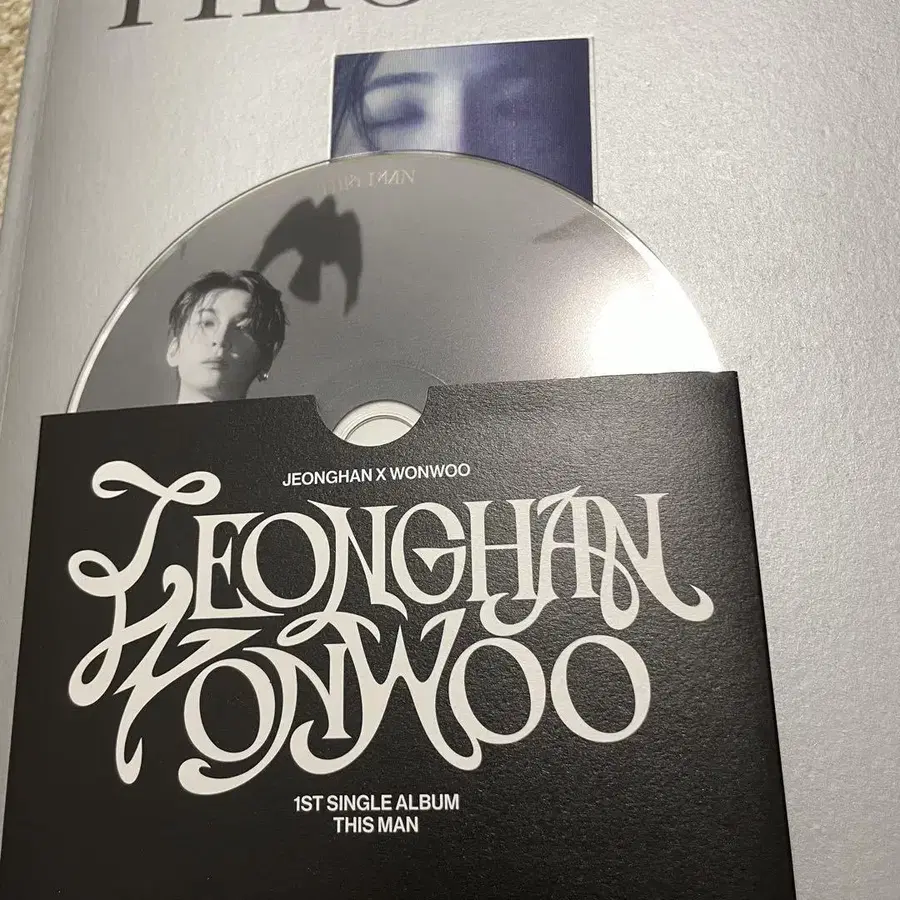 THIS MAN
JEONGHAN X WONWOO
JEONGHAN
WONWOO
1ST SINGLE ALBUM
THIS MAN